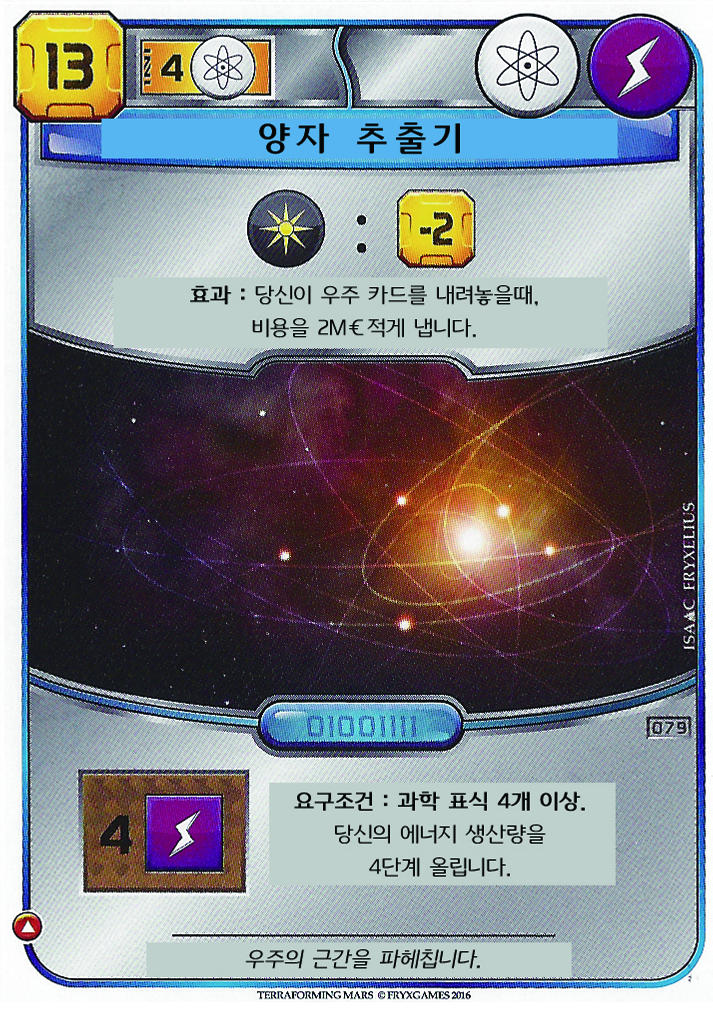 13
4
양자 추출기
: -2
효과 : 당신이 우주 카드를 내려놓을때,
비용을 2M€ 적게 냅니다.
ISAAC FRYXELIUS
01001111
079
4
요구조건 : 과학 표식 4개 이상.
당신의 에너지 생산량을
4단계 올립니다.
우주의 근간을 파헤칩니다.
TERRAFORMING MARS © FRYXGAMES 2016